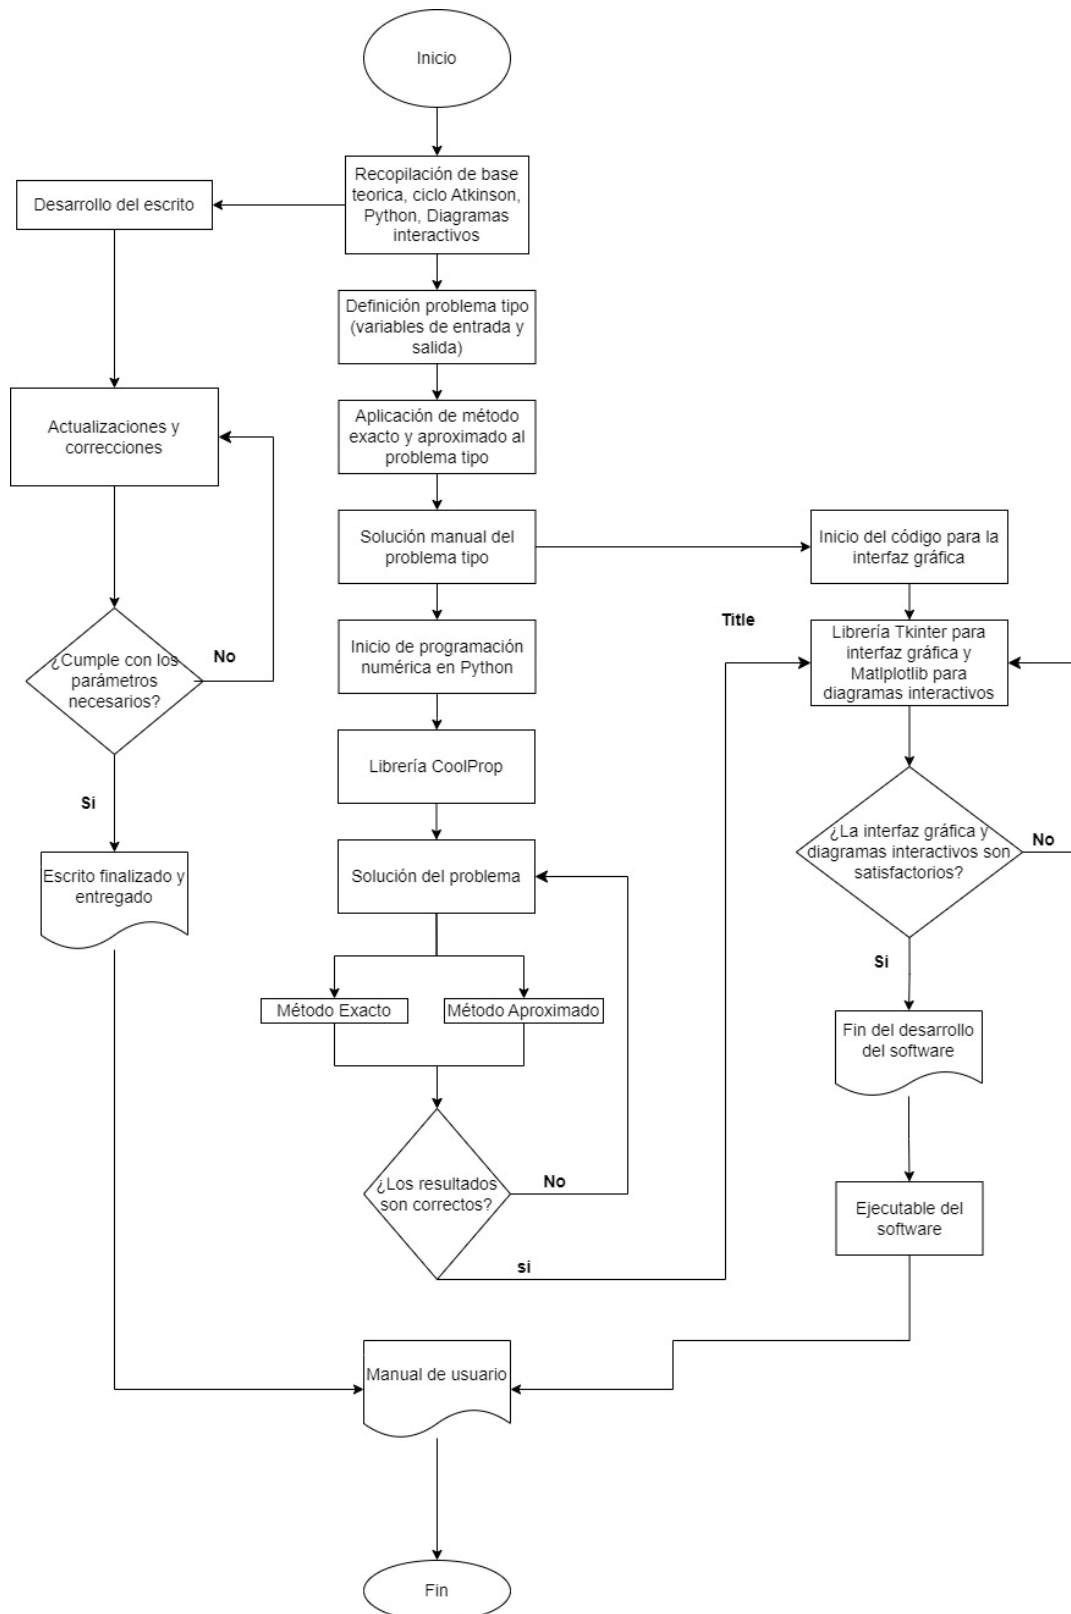 Inicio
Recopilación de base
teorica, ciclo Atkinson,
Python, Diagramas
interactivos
Desarrollo del escrito
Definición problema tipo
(variables de entrada y
salida)
Actualizaciones y
correcciones
Aplicación de método
exacto y aproximado al
problema tipo
Solución manual del
problema tipo
Inicio del código para la
interfaz gráfica
Title
¿Cumple con los
parámetros
necesarios?
No
Inicio de programación
numérica en Python
Librería Tkinter para
interfaz gráfica y
Matlplotlib para
diagramas interactivos
Librería CoolProp
Si
¿La interfaz gráfica y
diagramas interactivos son
satisfactorios?
No
Escrito finalizado y
entregado
Solución del problema
Si
Método Exacto
Método Aproximado
Fin del desarrollo
del software
¿Los resultados
son correctos?
No
si
Ejecutable del
software
Manual de usuario
Fin